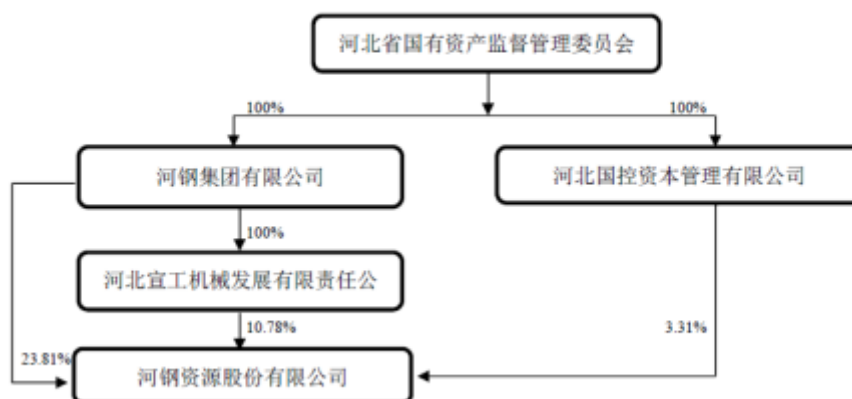 河北省国有资产监督管理委员会
100%
100%
河钢集团有限公司
河北国控资本管理有限公司
100%
河北宣工机械发展有限责任公
10.78%
3.31%
23.81%
河钢资源股份有限公司